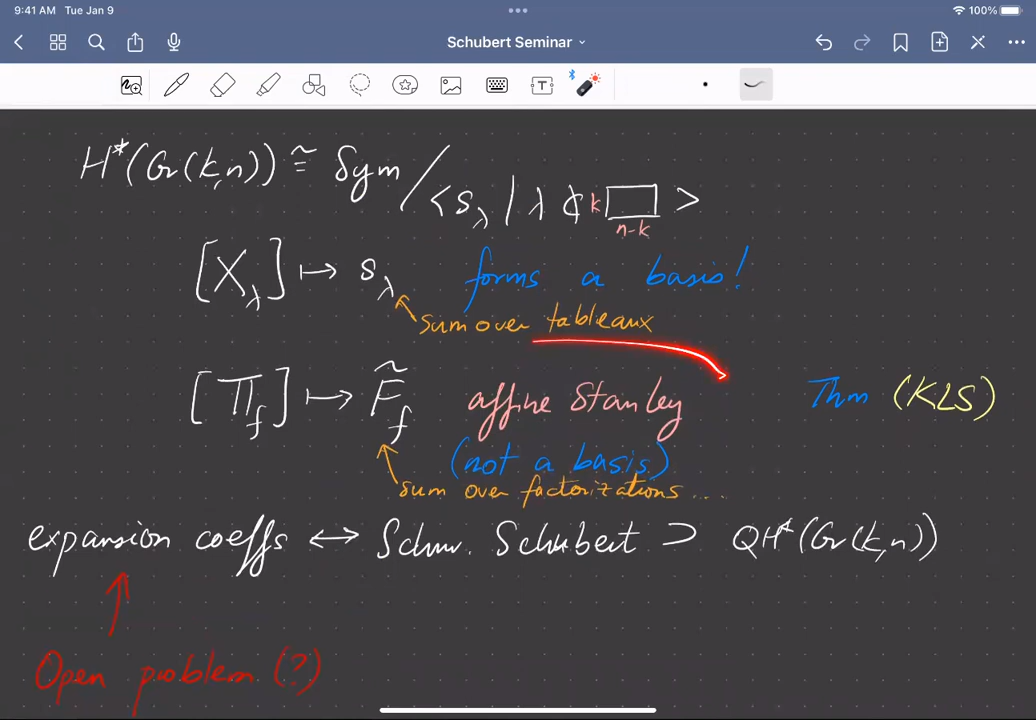 9:41 AM Tue Jan 9
100%
Schubert Seminar
H*(Gr(k,n)) ≅ Sym / <s_λ | λ ⊄ k □ >
n-k
[X_λ] ↦ s_λ forms a basis!
sum over tableaux
[Π_f] ↦ F̃_f affine Stanley Thm (KLS)
(not a basis)
sum over factorizations ....
expansion coeffs ↔ Schur. Schubert ⊃ QH*(Gr(k,n))
Open problem (?)